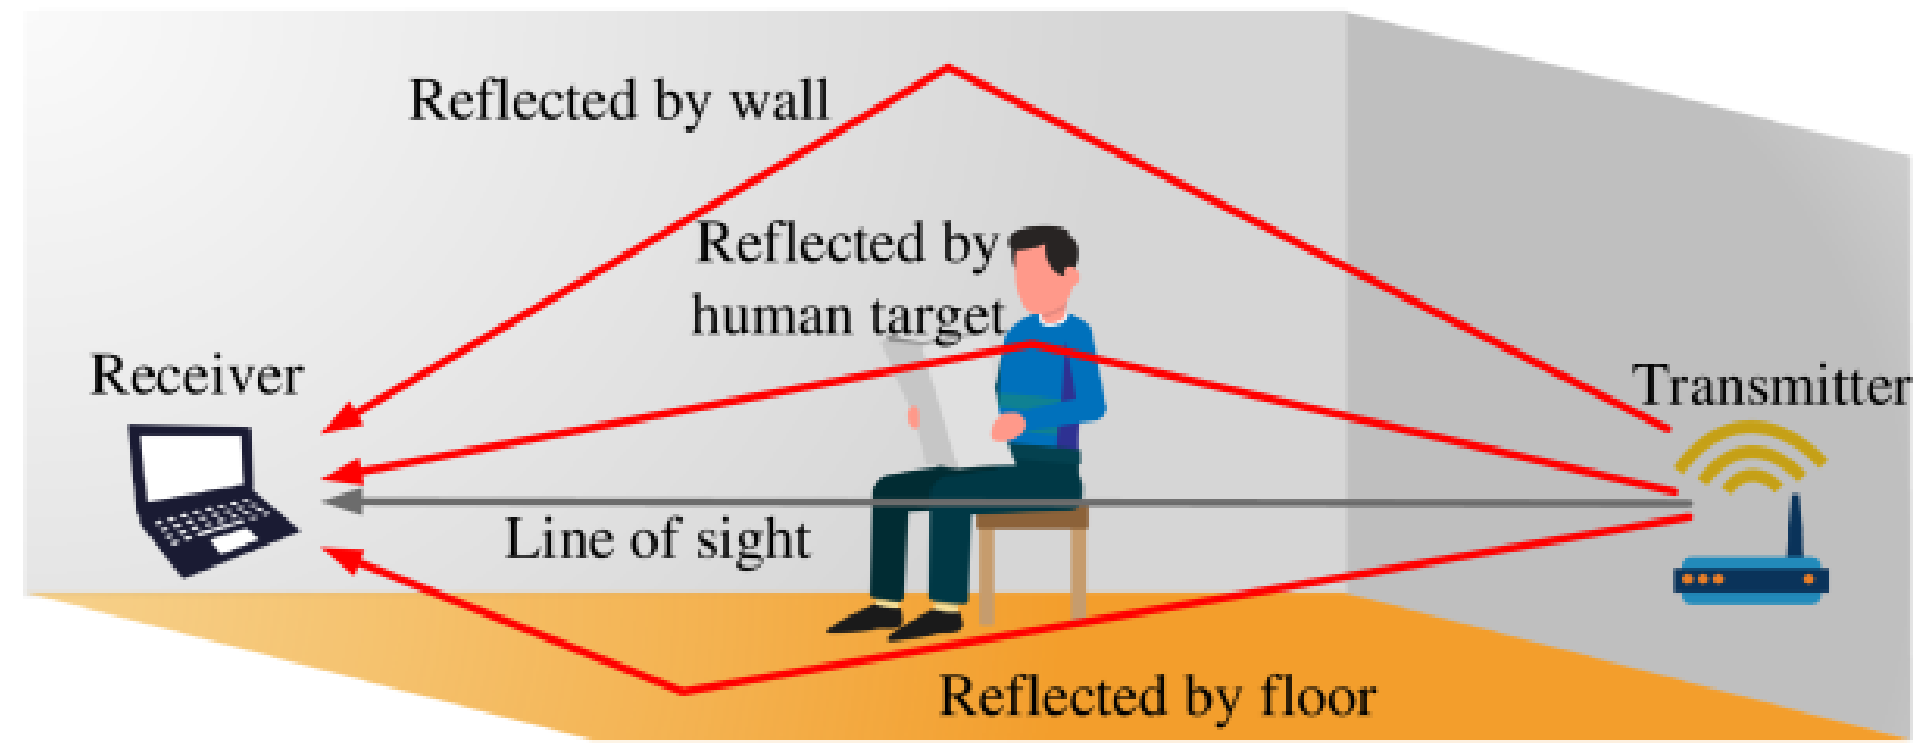 Reflected by wall
Reflected by
human target
Receiver
Transmitter
Line of sight
Reflected by floor